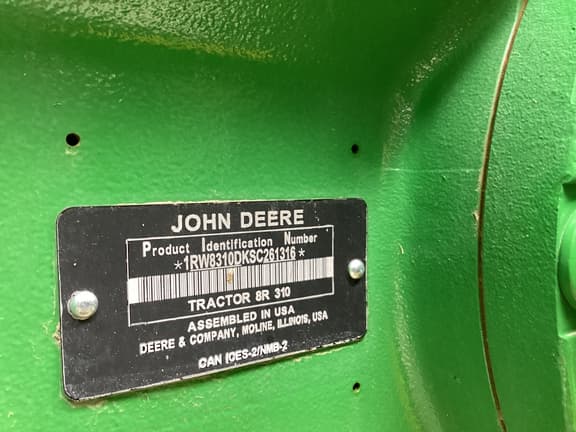 JOHN DEERE
Product Identification Number
*1RW8310DKSC261316*
TRACTOR 8R 310
ASSEMBLED IN USA
DEERE & COMPANY, MOLINE, ILLINOIS, USA
CAN ICES-2/NMB-2